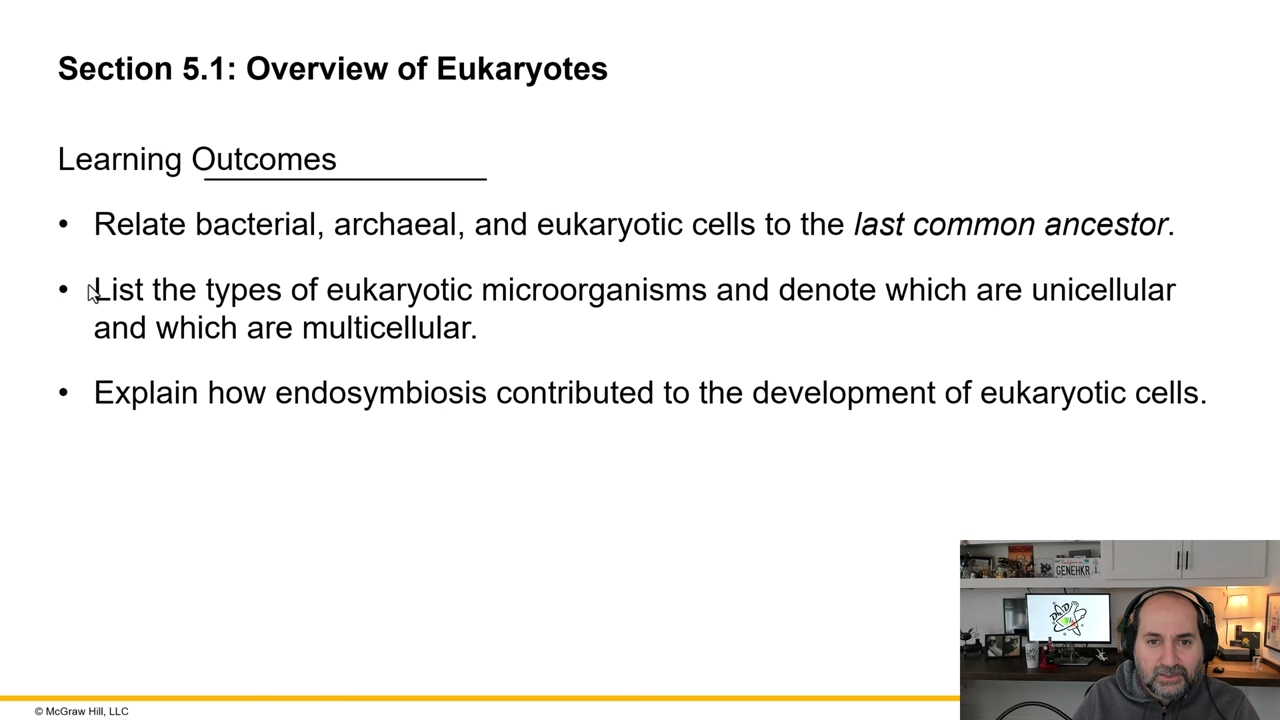 Section 5.1: Overview of Eukaryotes
Learning Outcomes
• Relate bacterial, archaeal, and eukaryotic cells to the last common ancestor.
• List the types of eukaryotic microorganisms and denote which are unicellular
and which are multicellular.
• Explain how endosymbiosis contributed to the development of eukaryotic cells.
GENEHKR
© McGraw Hill, LLC